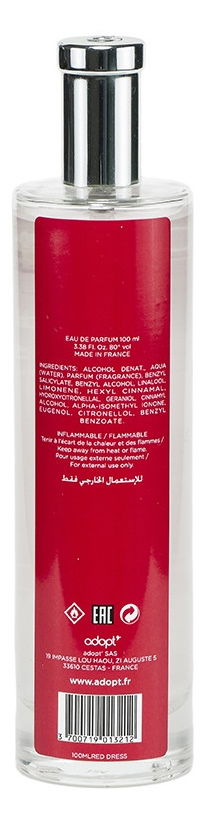 EAU DE PARFUM 100 ml
3.38 Fl. Oz. 80° vol
MADE IN FRANCE
INGREDIENTS: ALCOHOL DENAT., AQUA
(WATER), PARFUM (FRAGRANCE), BENZYL
SALICYLATE, BENZYL ALCOHOL, LINALOOL,
LIMONENE, HEXYL CINNAMAL,
HYDROXYCITRONELLAL, GERANIOL, CINNAMYL
ALCOHOL, ALPHA-ISOMETHYL IONONE,
EUGENOL, CITRONELLOL, BENZYL
BENZOATE.
INFLAMMABLE / FLAMMABLE
Tenir à l'écart de la chaleur et des flammes /
Keep away from heat or flame.
Pour usage externe seulement /
For external use only.
للإستعمال الخارجي فقط
EAC
adopt'
adopt' SAS
19 IMPASSE LOU HAOU, ZI AUGUSTE 5
33610 CESTAS - FRANCE
www.adopt.fr
3 700719 013212
100MLRED DRESS